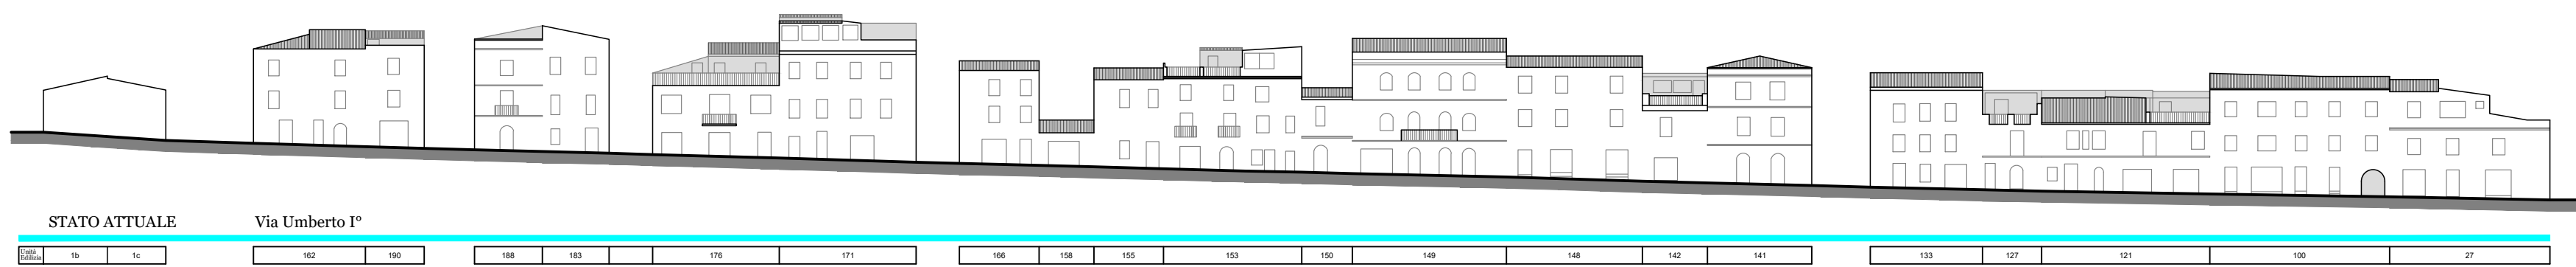 STATO ATTUALE Via Umberto I°
Unità
Edilizia
1b 1c 162 190 188 183 176 171 166 158 155 153 150 149 148 142 141 133 127 121 100 27